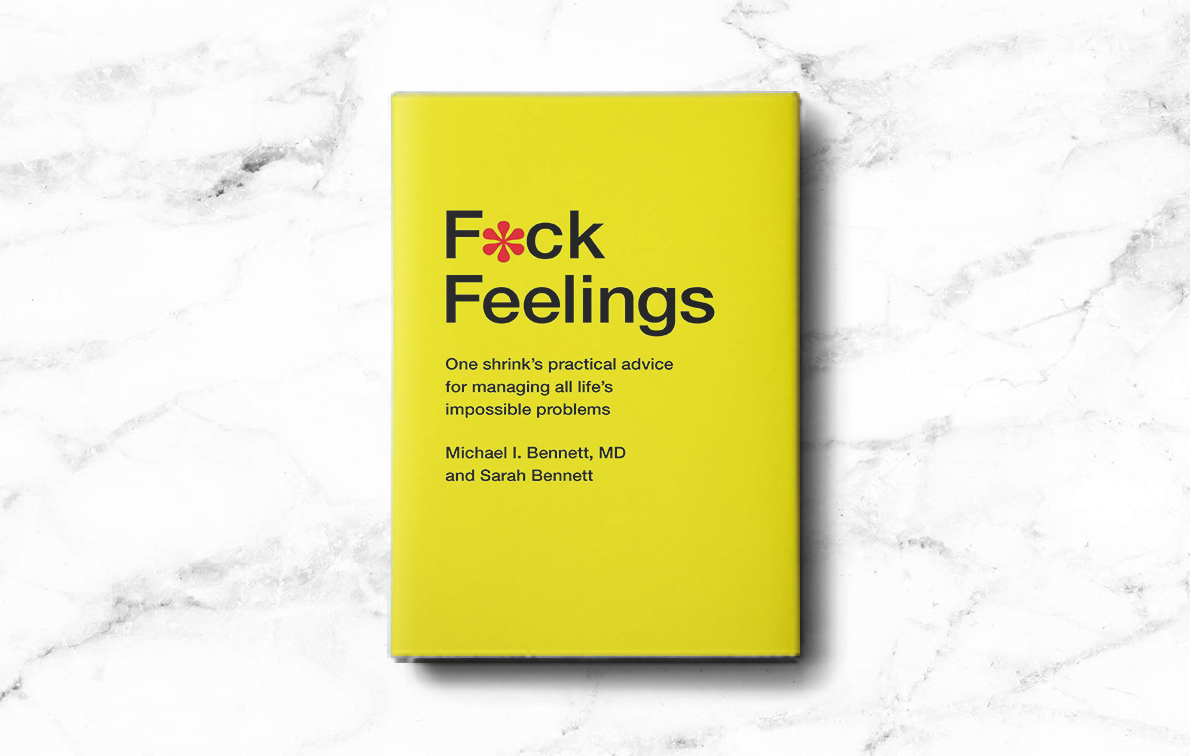 F*ck
Feelings
One shrink's practical advice
for managing all life's
impossible problems
Michael I. Bennett, MD
and Sarah Bennett